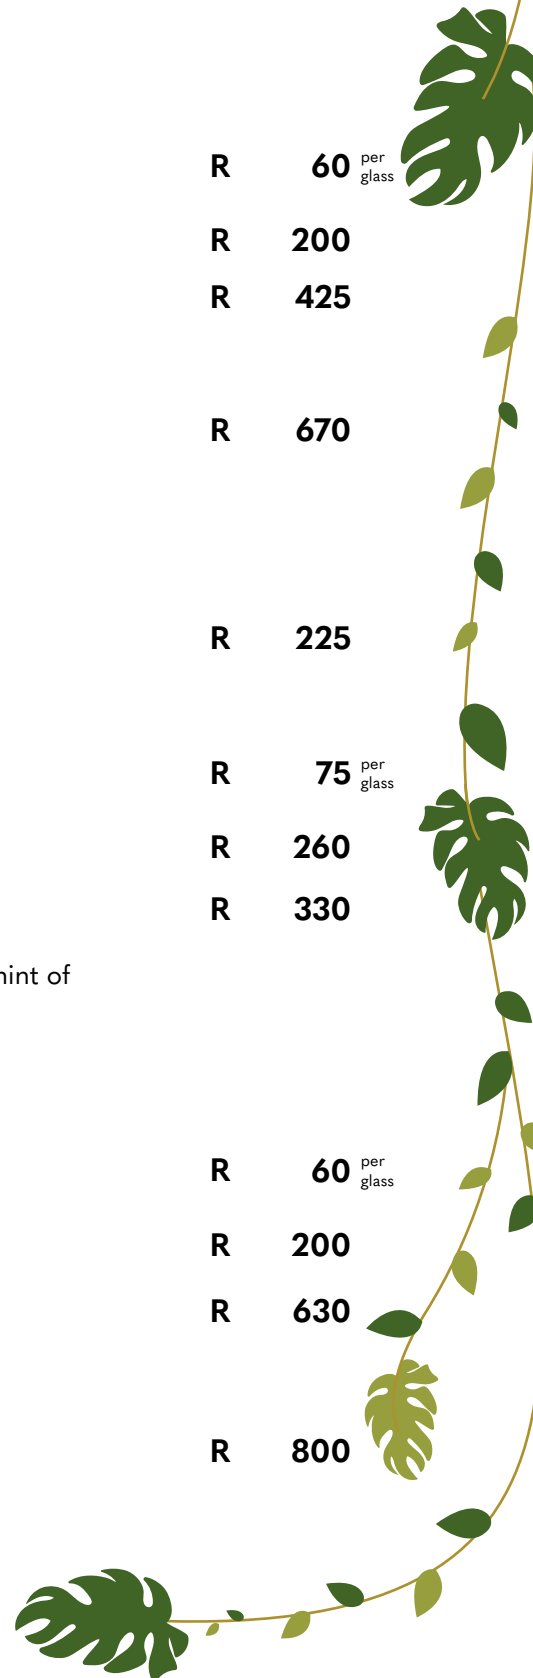 R 60 per glass
R 200
R 425
R 670
R 225
R 75 per glass
R 260
R 330
hint of
R 60 per glass
R 200
R 630
R 800